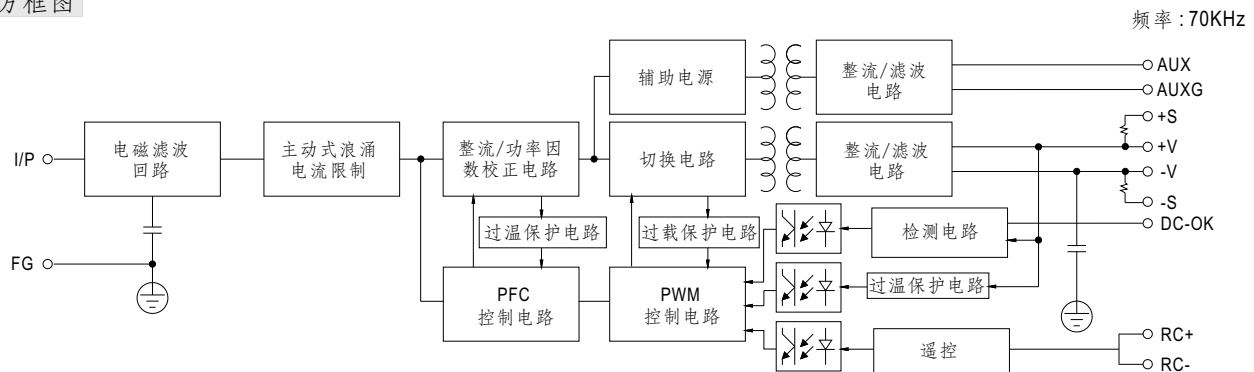 方框图
频率 : 70KHz
辅助电源
整流/滤波
电路
AUX
AUXG
+S
I/P
电磁滤波
回路
主动式浪涌
电流限制
整流/功率因
数校正电路
切换电路
整流/滤波
电路
+V
-V
-S
过温保护电路
过载保护电路
检测电路
DC-OK
FG
PFC
控制电路
PWM
控制电路
过温保护电路
遥控
RC+
RC-